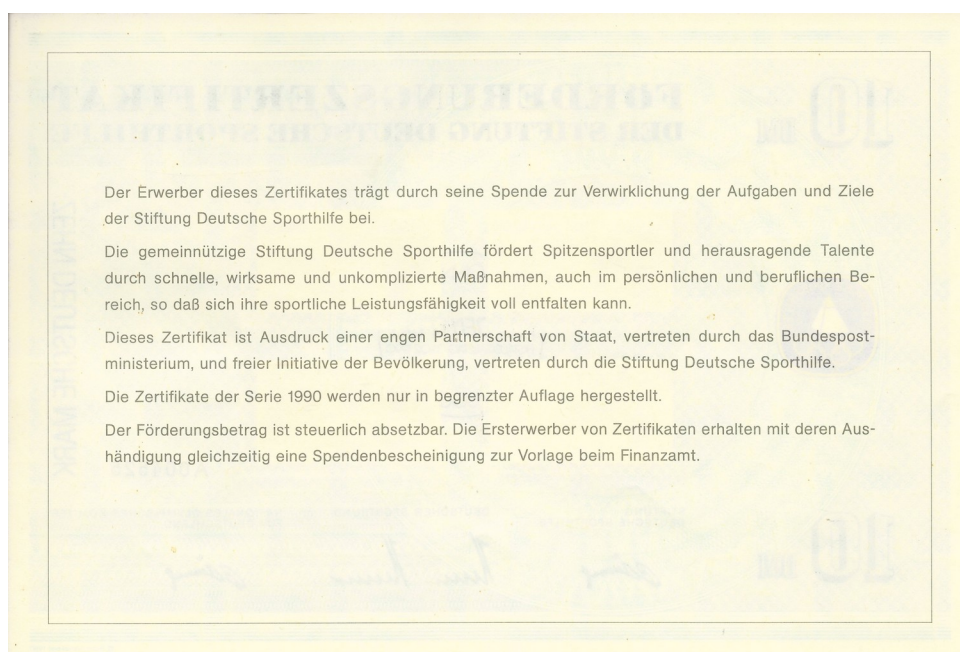 Der Erwerber dieses Zertifikates trägt durch seine Spende zur Verwirklichung der Aufgaben und Ziele
der Stiftung Deutsche Sporthilfe bei.
Die gemeinnützige Stiftung Deutsche Sporthilfe fördert Spitzensportler und herausragende Talente
durch schnelle, wirksame und unkomplizierte Maßnahmen, auch im persönlichen und beruflichen Be-
reich, so daß sich ihre sportliche Leistungsfähigkeit voll entfalten kann.
Dieses Zertifikat ist Ausdruck einer engen Partnerschaft von Staat, vertreten durch das Bundespost-
ministerium, und freier Initiative der Bevölkerung, vertreten durch die Stiftung Deutsche Sporthilfe.
Die Zertifikate der Serie 1990 werden nur in begrenzter Auflage hergestellt.
Der Förderungsbetrag ist steuerlich absetzbar. Die Ersterwerber von Zertifikaten erhalten mit deren Aus-
händigung gleichzeitig eine Spendenbescheinigung zur Vorlage beim Finanzamt.